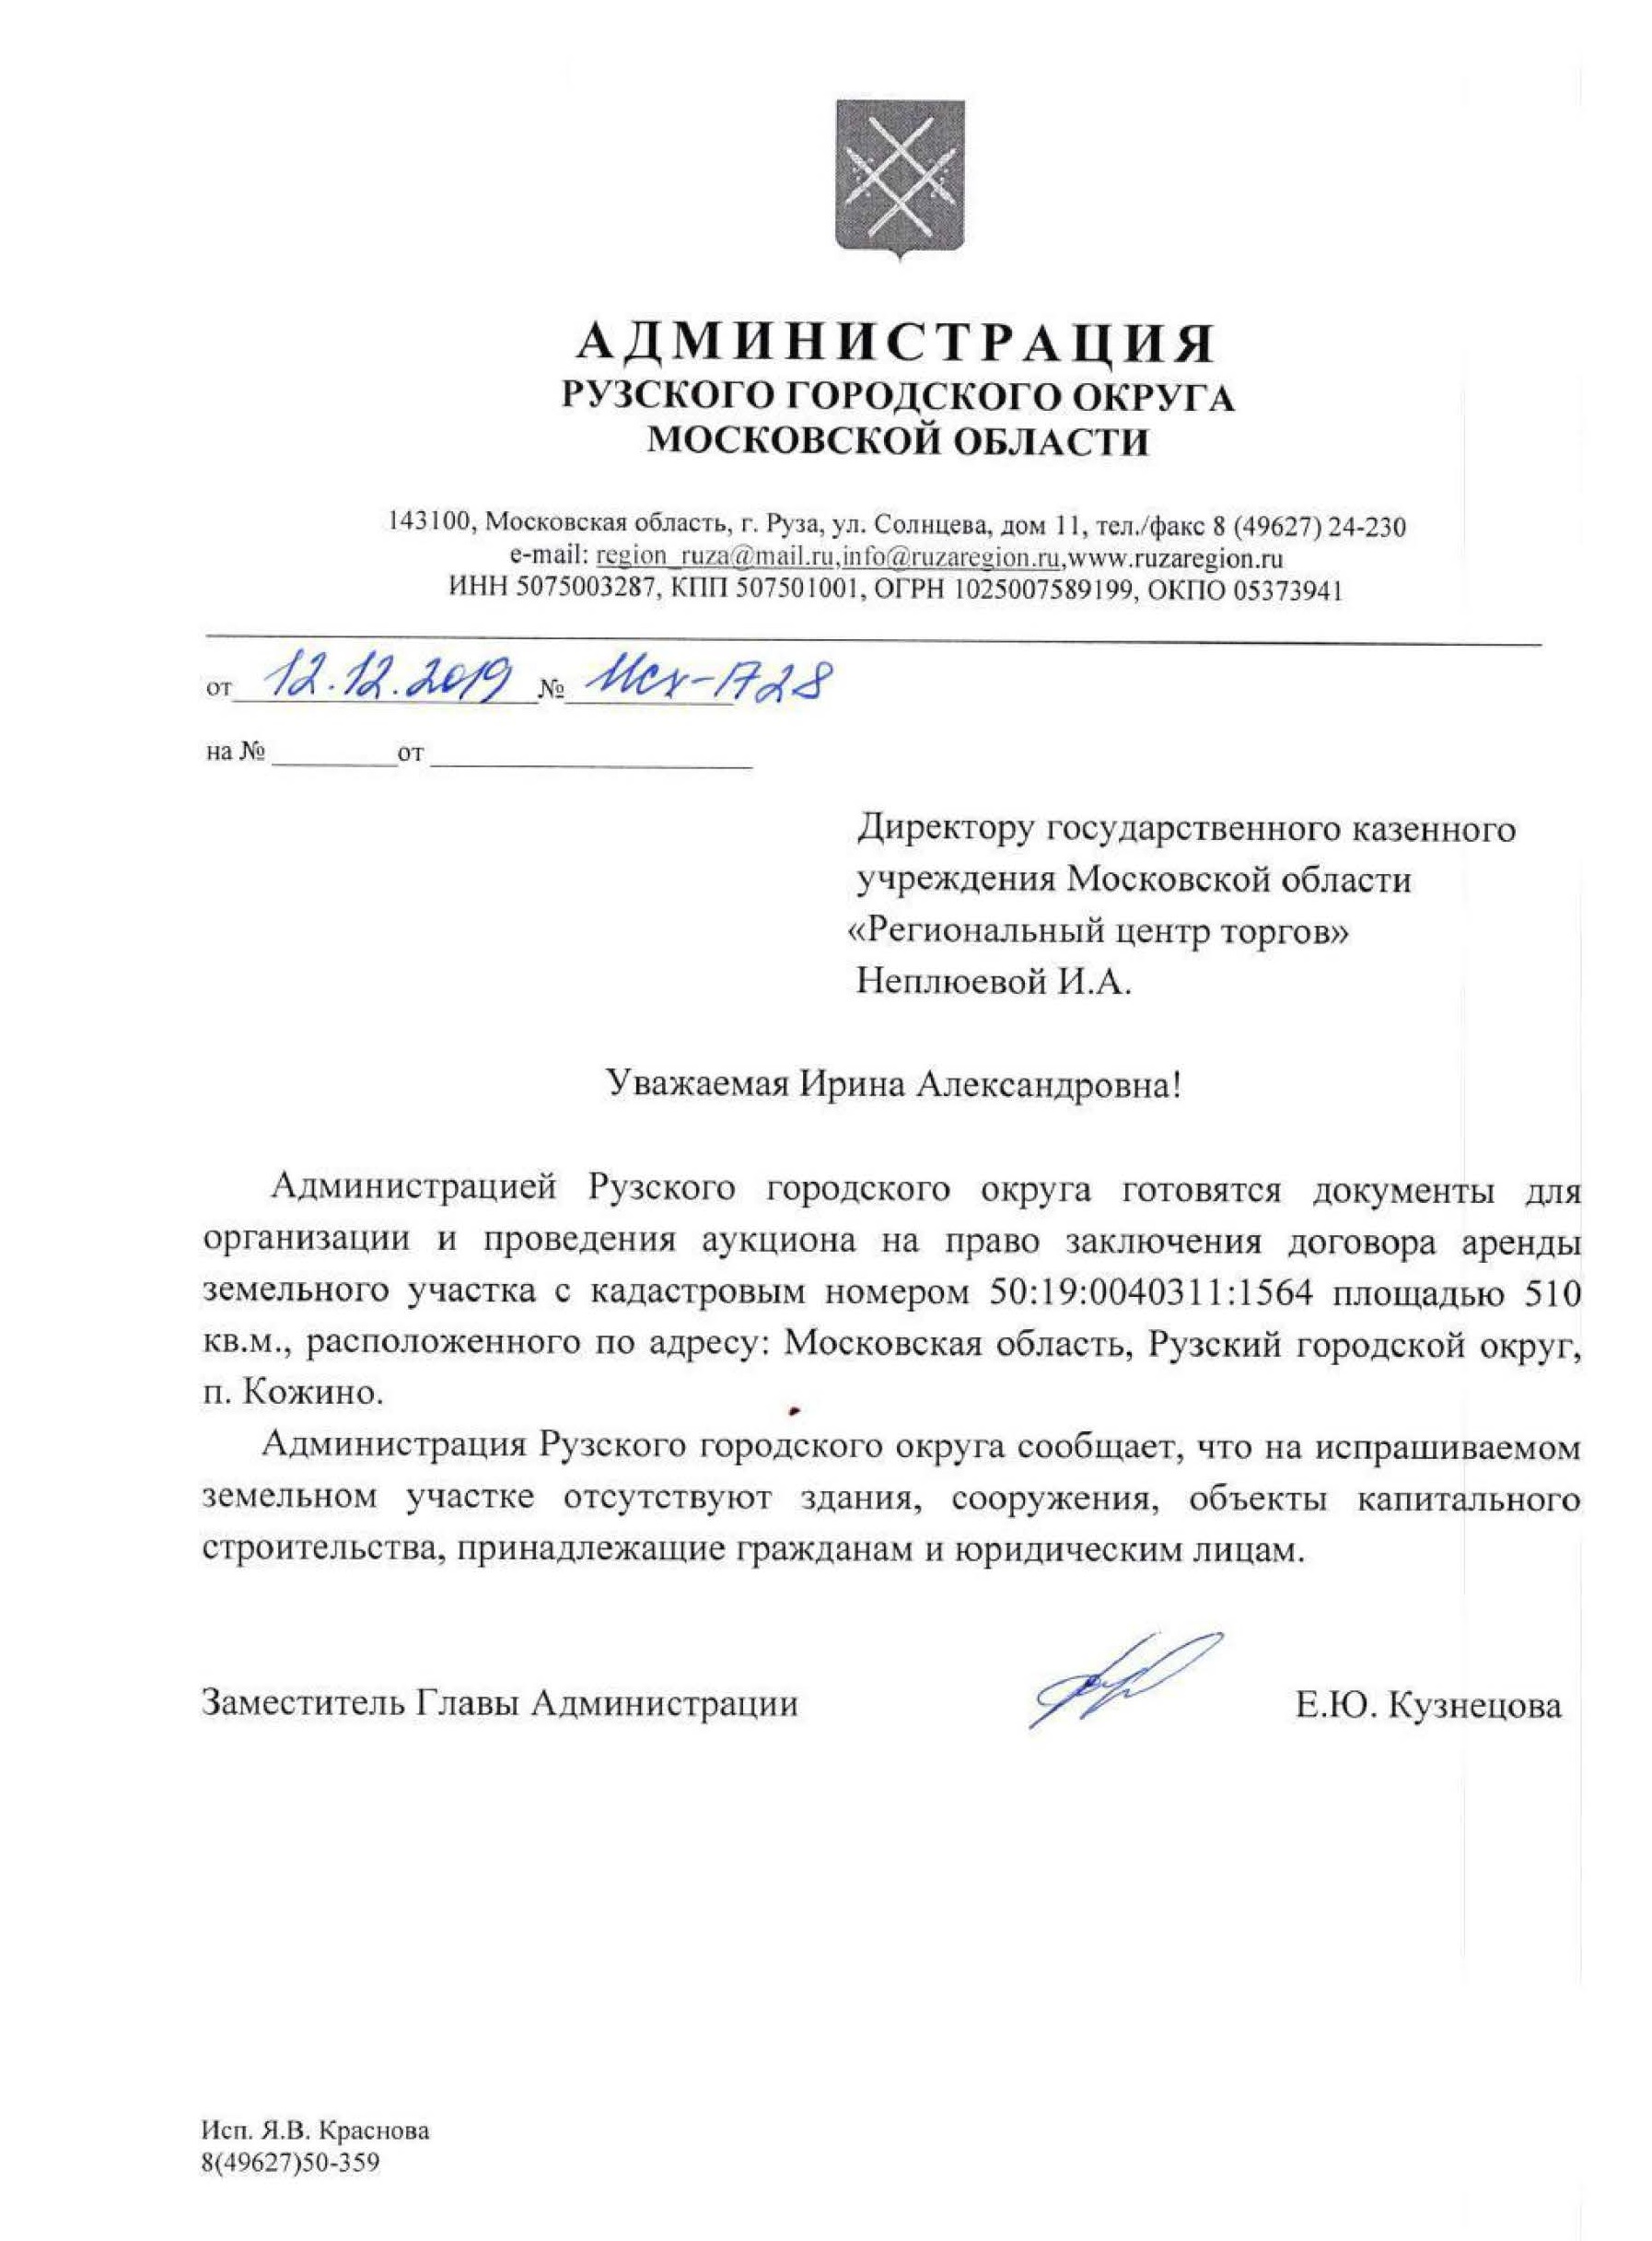 АДМИНИСТРАЦИЯ
РУЗСКОГО ГОРОДСКОГО ОКРУГА
МОСКОВСКОЙ ОБЛАСТИ
143100, Московская область, г. Руза, ул. Солнцева, дом 11, тел./факс 8 (49627) 24-230
e-mail: region_ruza@mail.ru,info@ruzaregion.ru,www.ruzaregion.ru
ИНН 5075003287, КПП 507501001, ОГРН 1025007589199, ОКПО 05373941
от 12.12.2019 № Исх-1728
на № ________ от ________
Директору государственного казенного
учреждения Московской области
«Региональный центр торгов»
Неплюевой И.А.
Уважаемая Ирина Александровна!
Администрацией Рузского городского округа готовятся документы для
организации и проведения аукциона на право заключения договора аренды
земельного участка с кадастровым номером 50:19:0040311:1564 площадью 510
кв.м., расположенного по адресу: Московская область, Рузский городской округ,
п. Кожино.
Администрация Рузского городского округа сообщает, что на испрашиваемом
земельном участке отсутствуют здания, сооружения, объекты капитального
строительства, принадлежащие гражданам и юридическим лицам.
Заместитель Главы Администрации Е.Ю. Кузнецова
Исп. Я.В. Краснова
8(49627)50-359